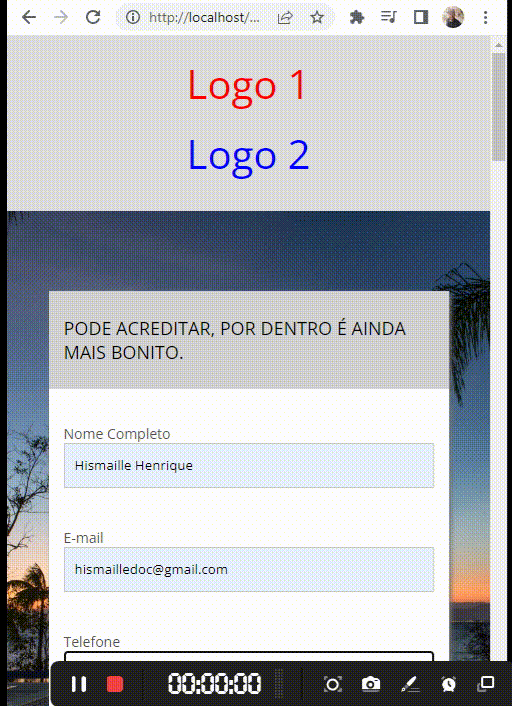 http://localhost/...
Logo 1
Logo 2
PODE ACREDITAR, POR DENTRO É AINDA
MAIS BONITO.
Nome Completo
Hismaille Henrique
E-mail
hismailledoc@gmail.com
Telefone
00:00:00